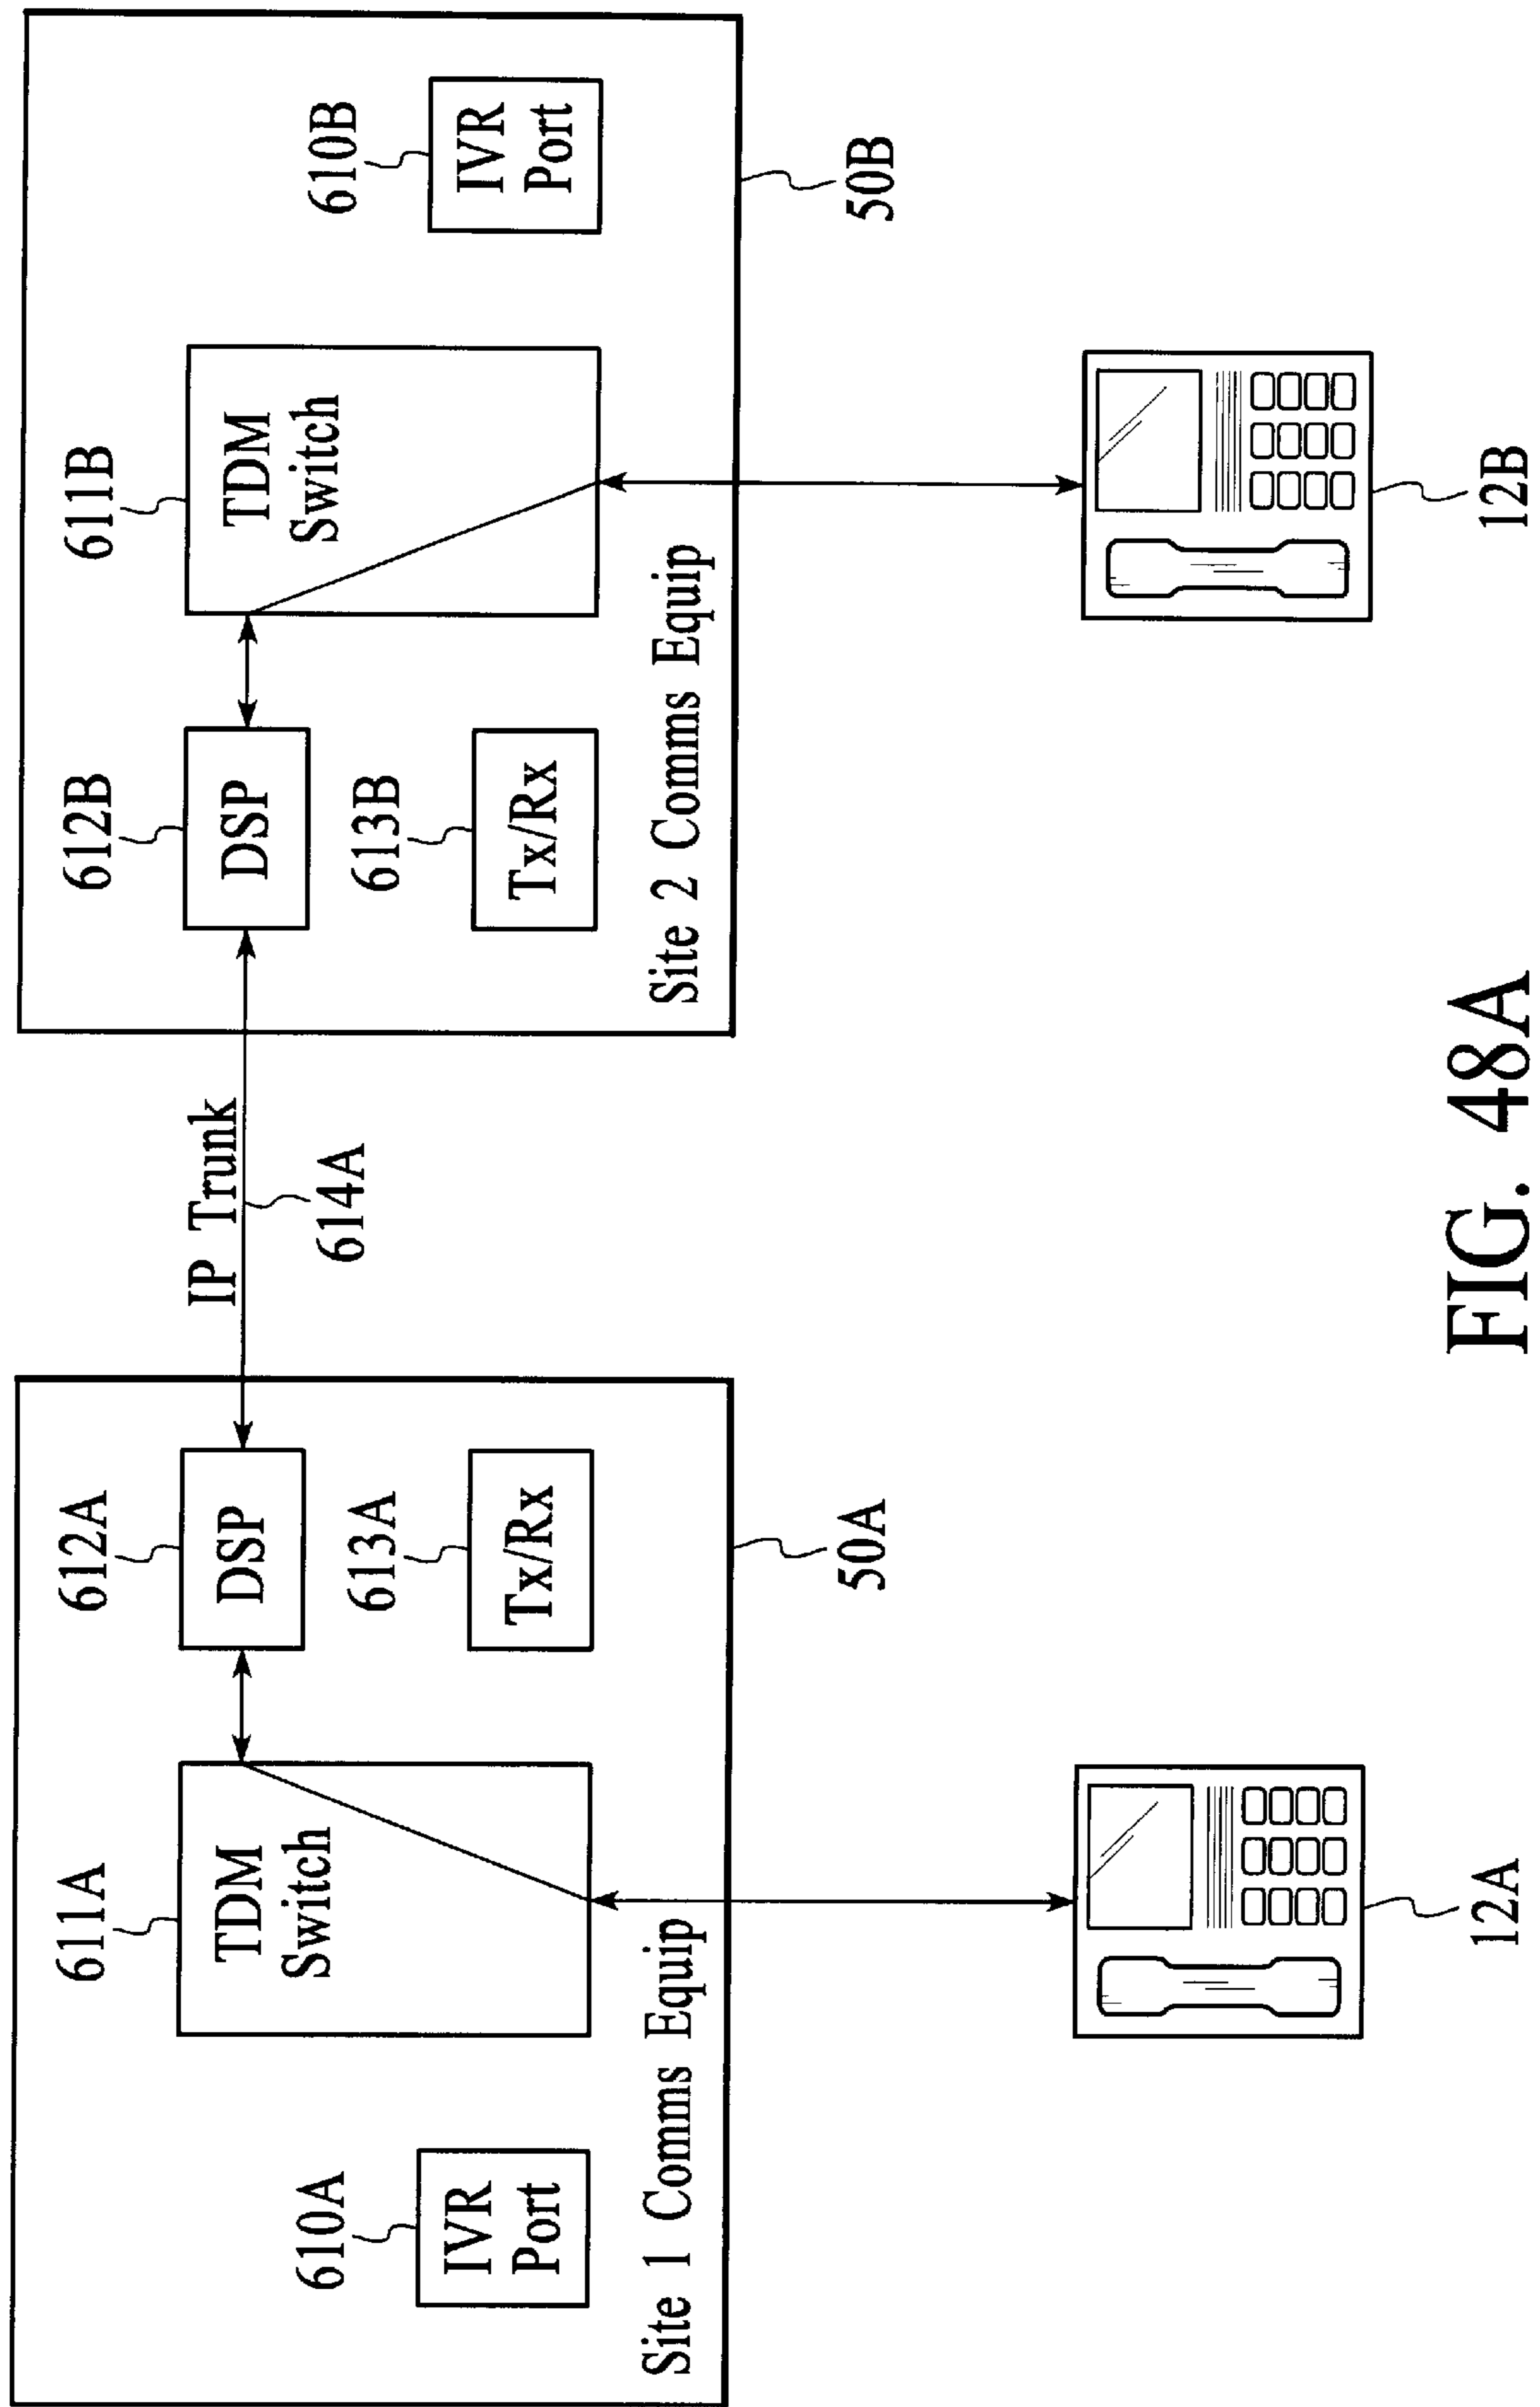 611A
612A
IP Trunk
612B
611B
TDM
Switch
DSP
DSP
TDM
Switch
614A
610A
613A
613B
610B
IVR
Port
Tx/Rx
Tx/Rx
IVR
Port
Site 1 Comms Equip
Site 2 Comms Equip
50A
50B
12A
12B
FIG. 48A